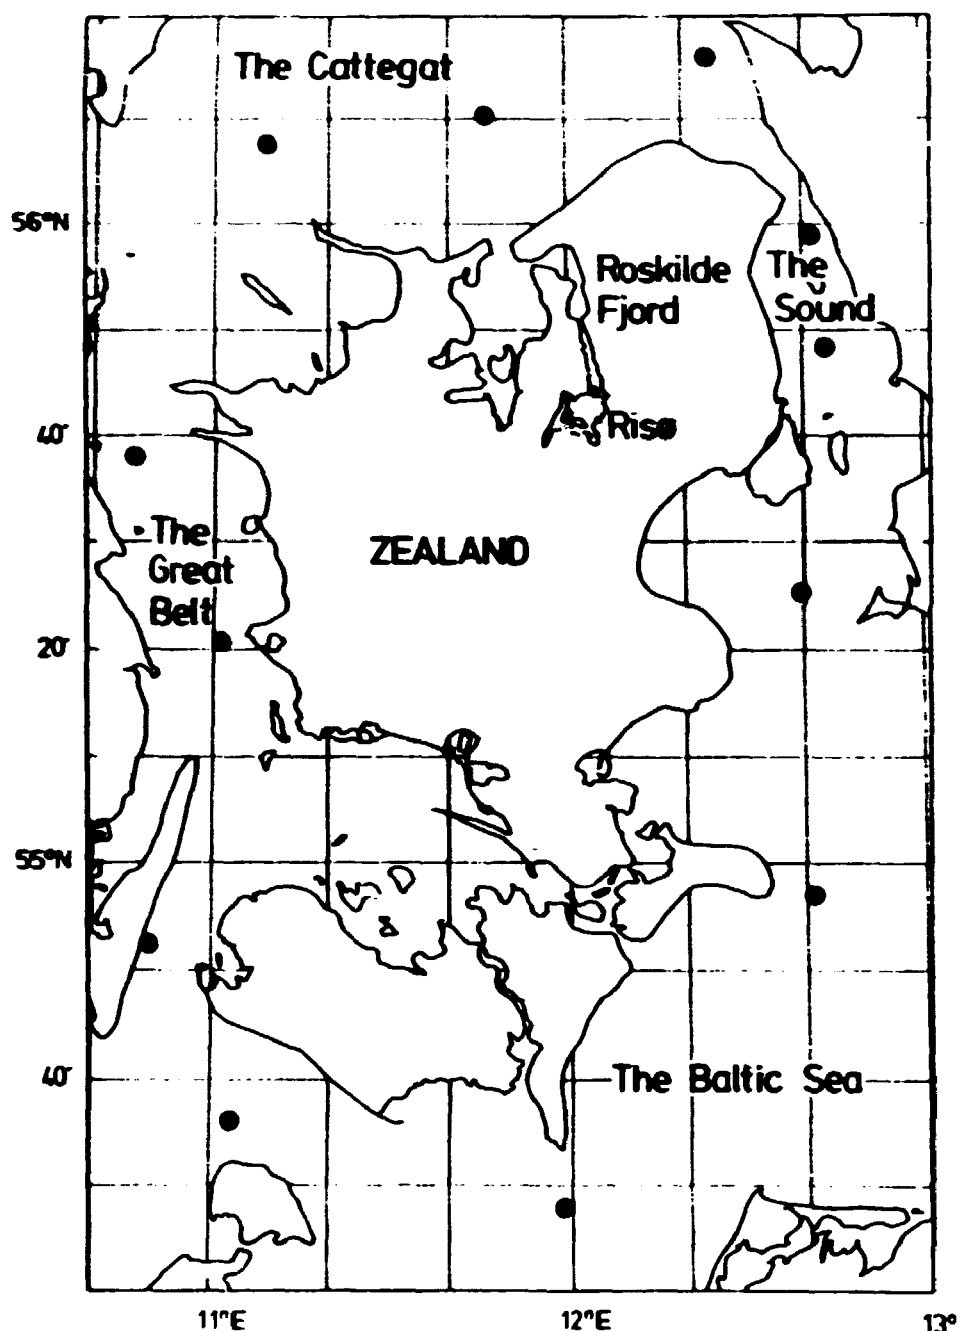 The Cattegat
56°N
Roskilde
Fjord
The
Sound
40'
Risø
The
Great
Belt
ZEALAND
20'
55°N
40'
The Baltic Sea
11°E
12°E
13°